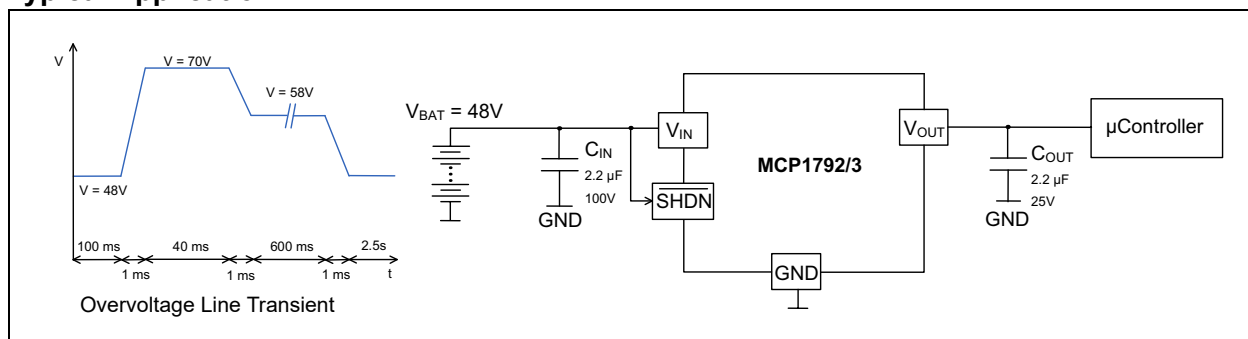 V
V = 70V
V = 58V
V = 48V
100 ms
40 ms
600 ms
2.5s
1 ms
1 ms
1 ms
t
Overvoltage Line Transient
VBAT = 48V
CIN
2.2 µF
100V
GND
VIN
SHDN
MCP1792/3
GND
VOUT
COUT
2.2 µF
25V
GND
µController